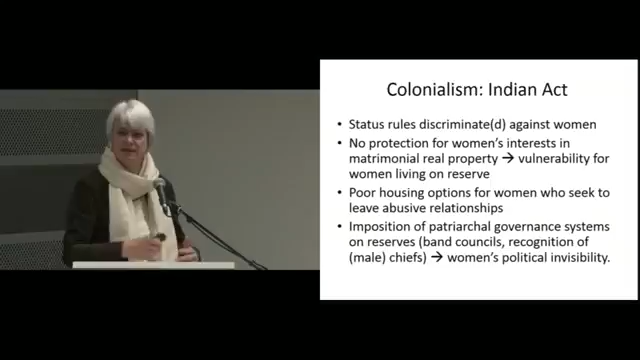 Colonialism: Indian Act
• Status rules discriminate(d) against women
• No protection for women's interests in
matrimonial real property → vulnerability for
women living on reserve
• Poor housing options for women who seek to
leave abusive relationships
• Imposition of patriarchal governance systems
on reserves (band councils, recognition of
(male) chiefs) → women's political invisibility.